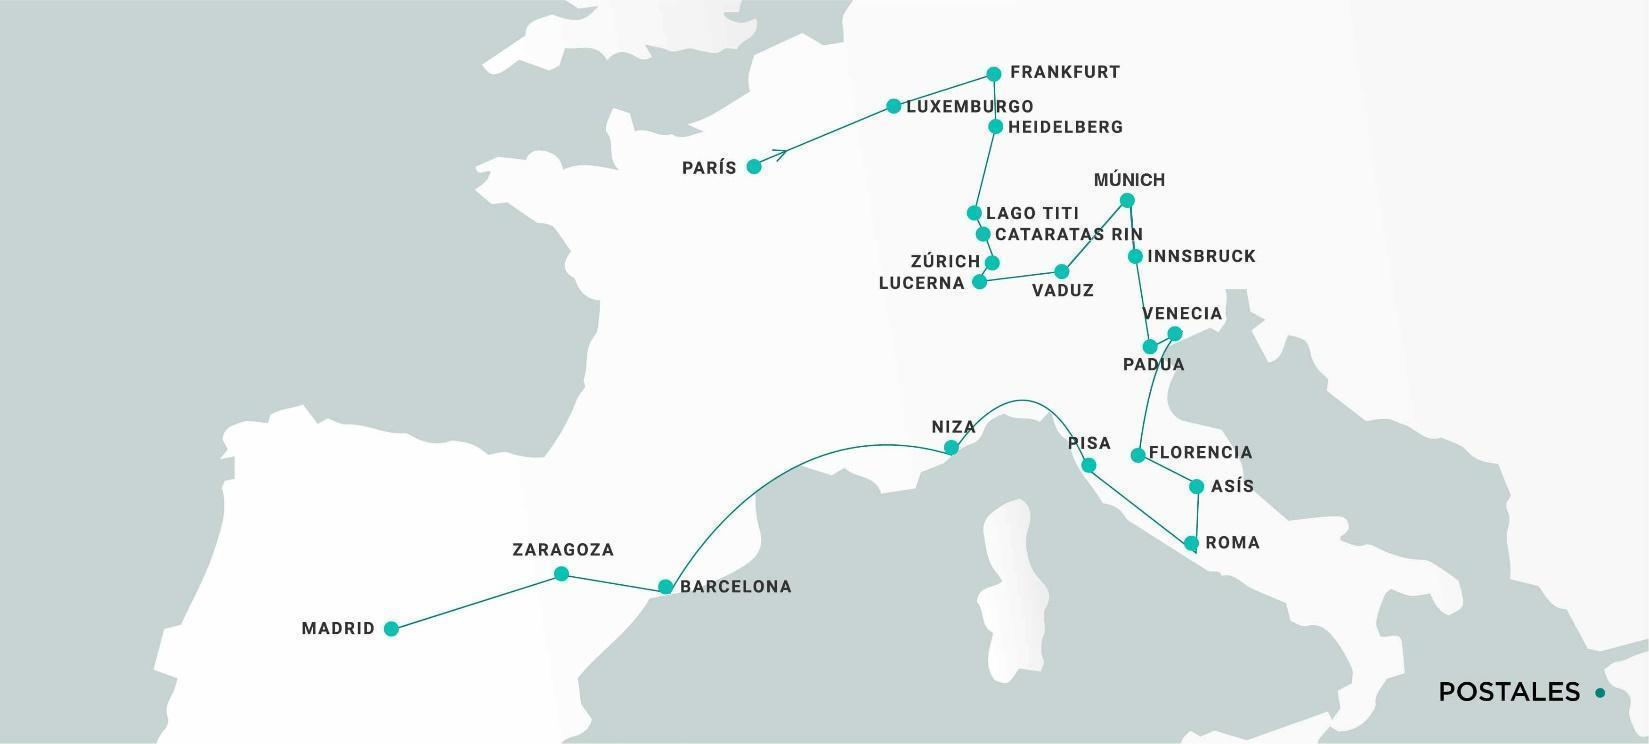 FRANKFURT
LUXEMBURGO
HEIDELBERG
PARÍS
MÚNICH
LAGO TITI
CATARATAS RIN
INNSBRUCK
ZÚRICH
LUCERNA
VADUZ
VENECIA
PADUA
NIZA
PISA
FLORENCIA
ASÍS
ROMA
ZARAGOZA
BARCELONA
MADRID
POSTALES